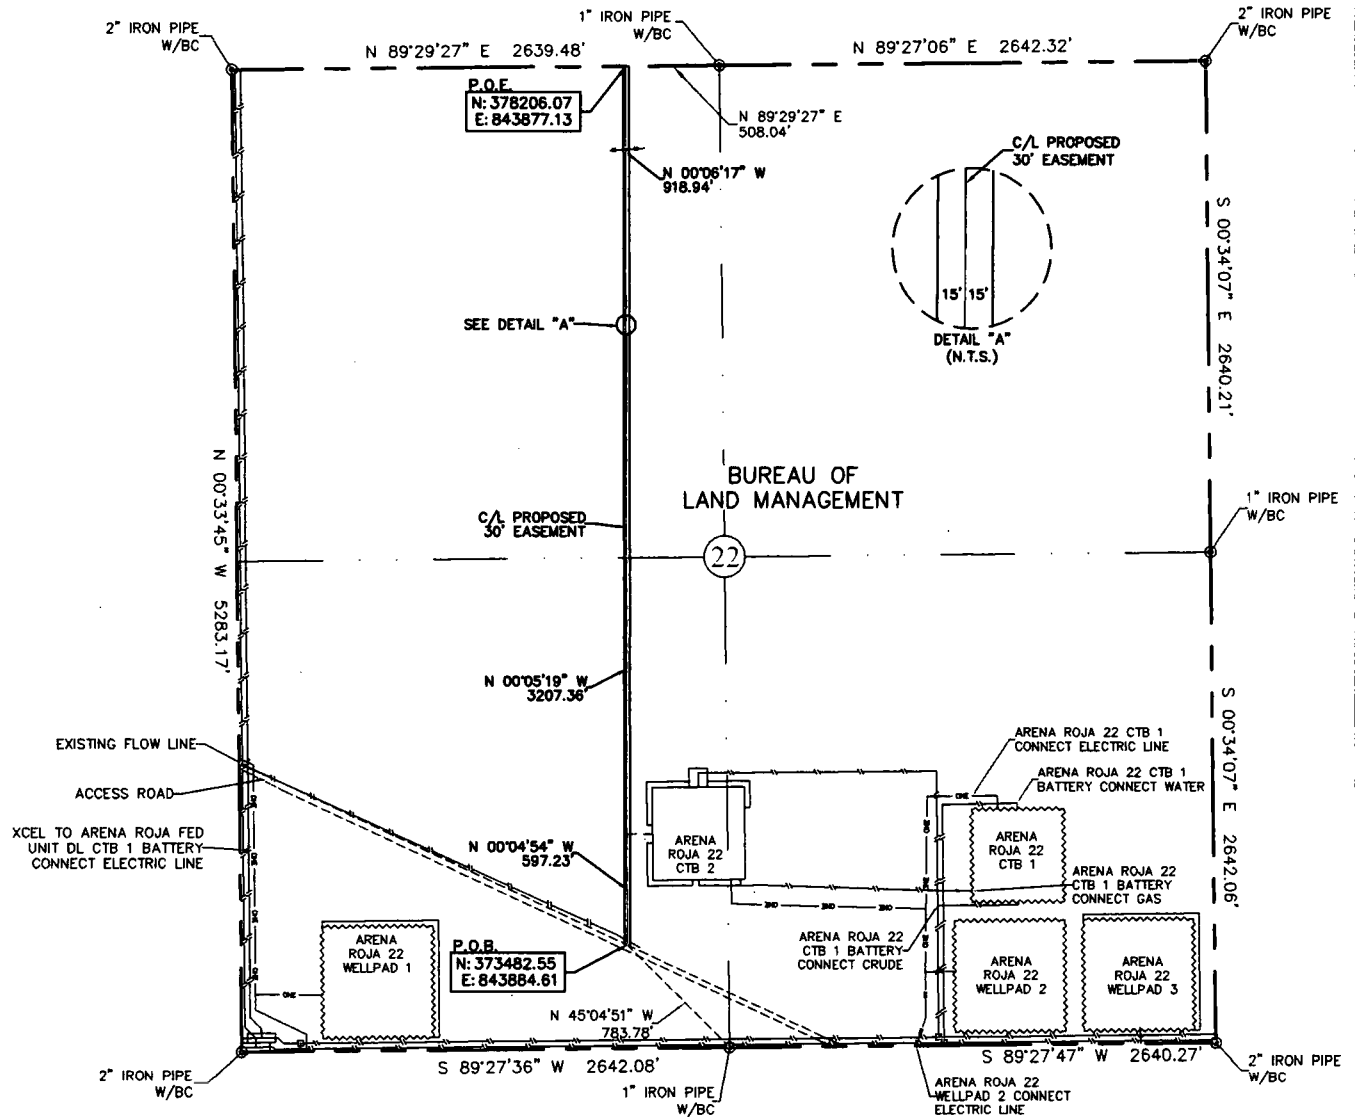 2" IRON PIPE
W/BC
N 89°29'27" E 2639.48'
1" IRON PIPE
W/BC
N 89°27'06" E 2642.32'
2" IRON PIPE
W/BC
P.O.E.
N: 378206.07
E: 843877.13
N 89°29'27" E
508.04'
C/L PROPOSED
30' EASEMENT
N 00°06'17" W
918.94'
15' 15'
DETAIL "A"
(N.T.S.)
S 00°34'07" E 2640.21'
SEE DETAIL "A"
BUREAU OF
LAND MANAGEMENT
N 00°33'45" W 5283.17'
C/L PROPOSED
30' EASEMENT
1" IRON PIPE
W/BC
22
N 00°05'19" W
3207.36'
S 00°34'07" E 2642.06'
EXISTING FLOW LINE
ACCESS ROAD
XCEL TO ARENA ROJA FED
UNIT DL CTB 1 BATTERY
CONNECT ELECTRIC LINE
ARENA ROJA 22 CTB 1
CONNECT ELECTRIC LINE
ARENA ROJA 22 CTB 1
BATTERY CONNECT WATER
N 00°04'54" W
597.23'
ARENA
ROJA 22
CTB 2
ARENA
ROJA 22
CTB 1
ARENA ROJA 22
CTB 1 BATTERY
CONNECT GAS
ARENA ROJA 22
CTB 1 BATTERY
CONNECT CRUDE
ARENA
ROJA 22
WELLPAD 1
P.O.B.
N: 373482.55
E: 843884.61
ARENA
ROJA 22
WELLPAD 2
ARENA
ROJA 22
WELLPAD 3
N 45°04'51" W
783.78'
2" IRON PIPE
W/BC
S 89°27'36" W 2642.08'
1" IRON PIPE
W/BC
S 89°27'47" W 2640.27'
2" IRON PIPE
W/BC
ARENA ROJA 22
WELLPAD 2 CONNECT
ELECTRIC LINE